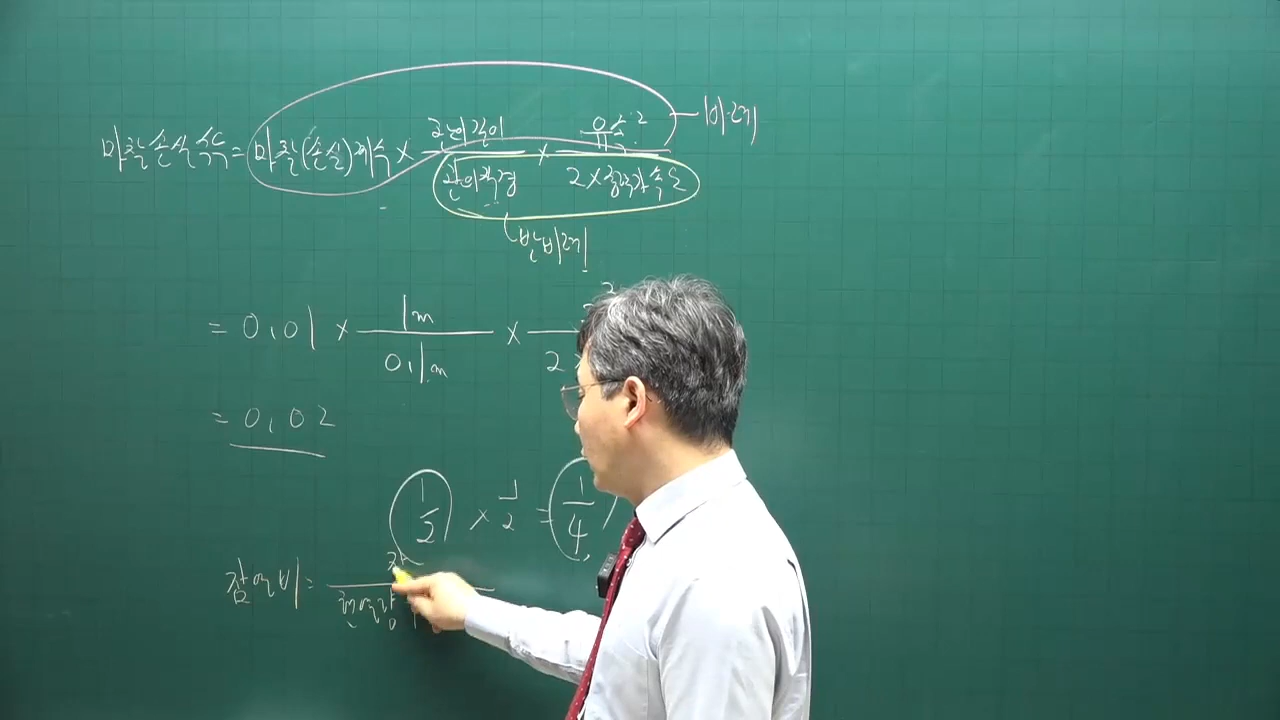 마찰손실수두 = 마찰(손실)계수 × 관의길이 / 관의직경 × 유속² / 2×중력가속도 — 비례
반비례
= 0.01 × 1m / 0.1m × 2
= 0.02
1/2 × 1/2 = 1/4
잠열비 = 현열량